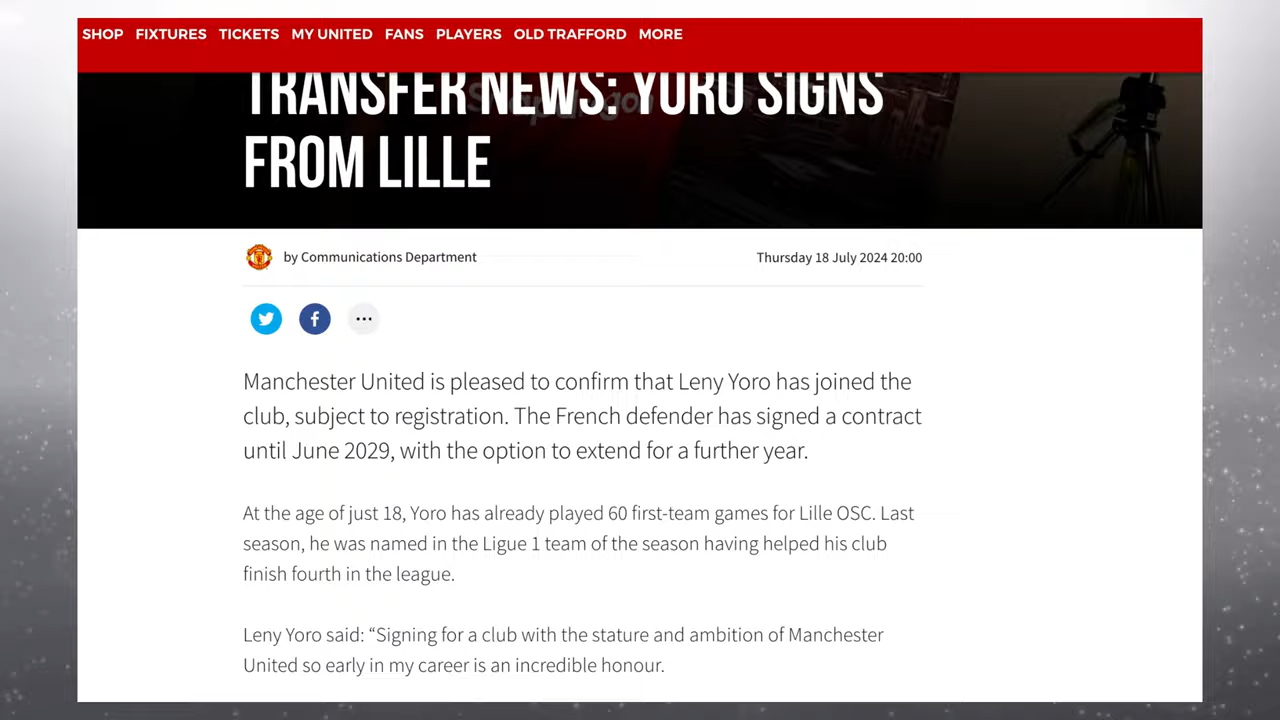 SHOP FIXTURES TICKETS MY UNITED FANS PLAYERS OLD TRAFFORD MORE
TRANSFER NEWS: YORO SIGNS
FROM LILLE
Snapdragon
by Communications Department
Thursday 18 July 2024 20:00
Manchester United is pleased to confirm that Leny Yoro has joined the
club, subject to registration. The French defender has signed a contract
until June 2029, with the option to extend for a further year.
At the age of just 18, Yoro has already played 60 first-team games for Lille OSC. Last
season, he was named in the Ligue 1 team of the season having helped his club
finish fourth in the league.
Leny Yoro said: “Signing for a club with the stature and ambition of Manchester
United so early in my career is an incredible honour.